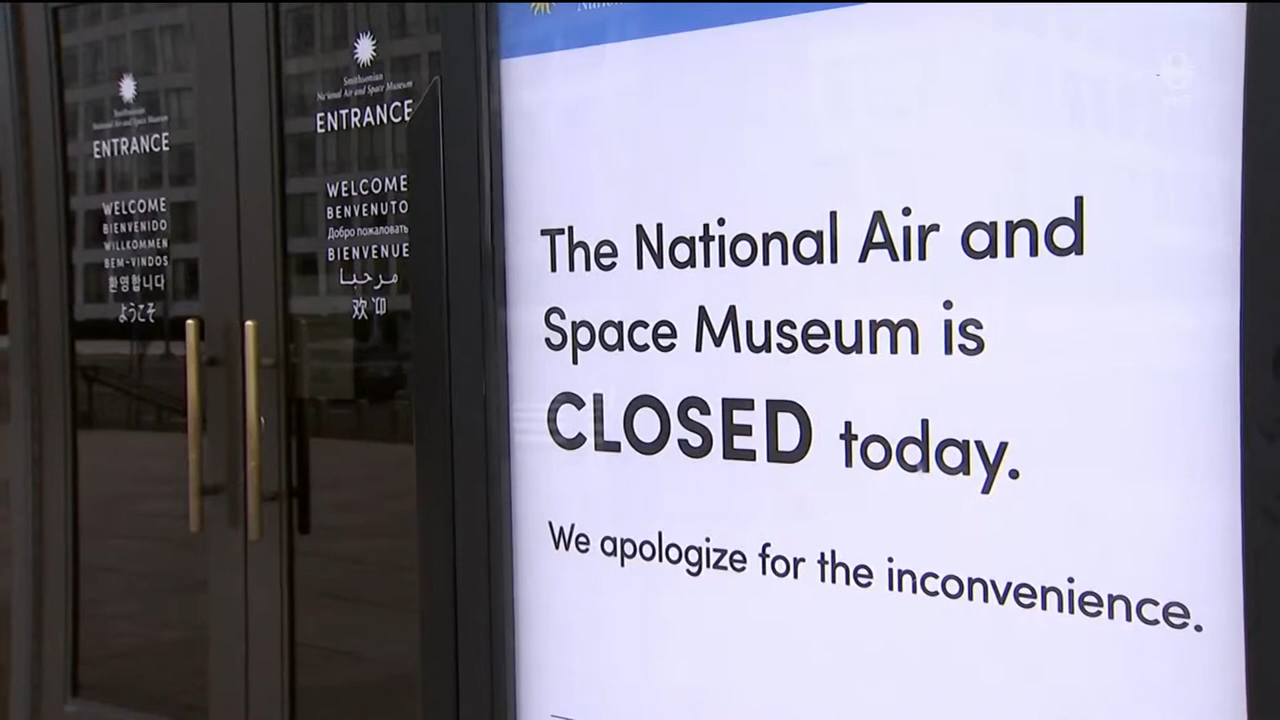 Smithsonian
National Air and Space Museum
ENTRANCE
WELCOME
BIENVENIDO
WILLKOMMEN
BEM-VINDOS
환영합니다
ようこそ
Smithsonian
National Air and Space Museum
ENTRANCE
WELCOME
BENVENUTO
Добро пожаловать
BIENVENUE
مرحبا
欢迎
The National Air and
Space Museum is
CLOSED today.
We apologize for the inconvenience.
8